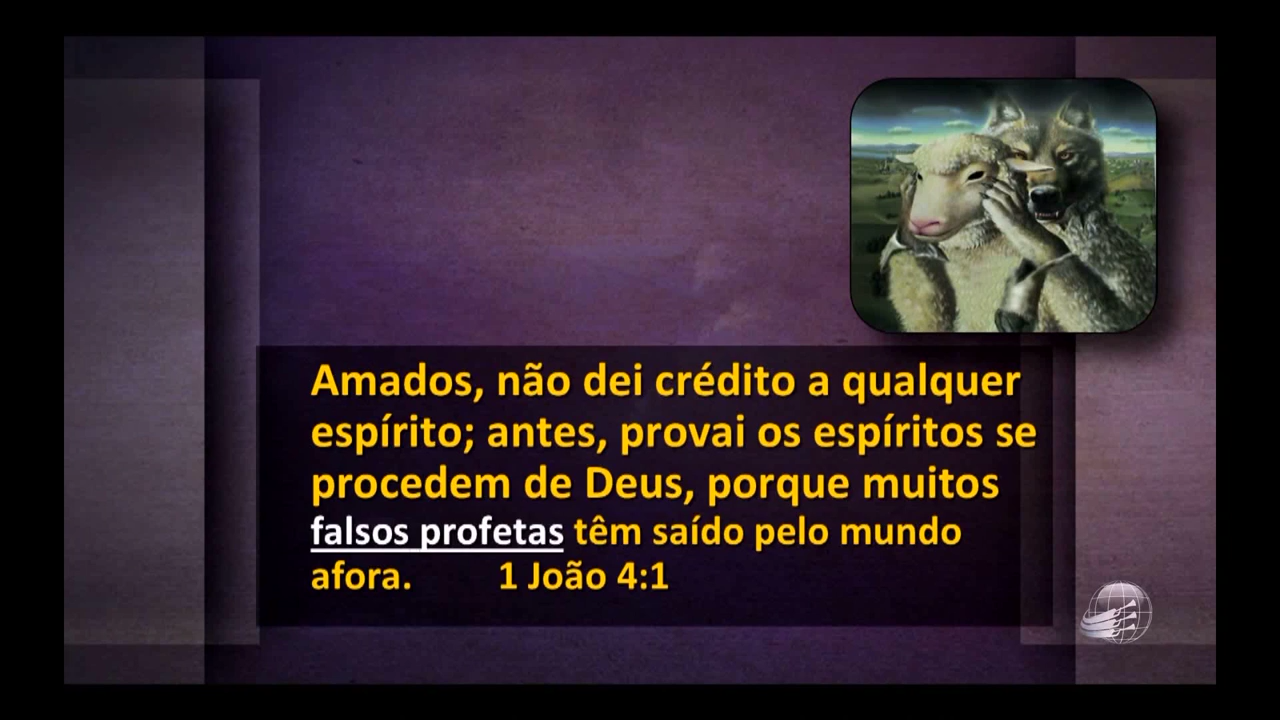 Amados, não dei crédito a qualquer
espírito; antes, provai os espíritos se
procedem de Deus, porque muitos
falsos profetas têm saído pelo mundo
afora. 1 João 4:1